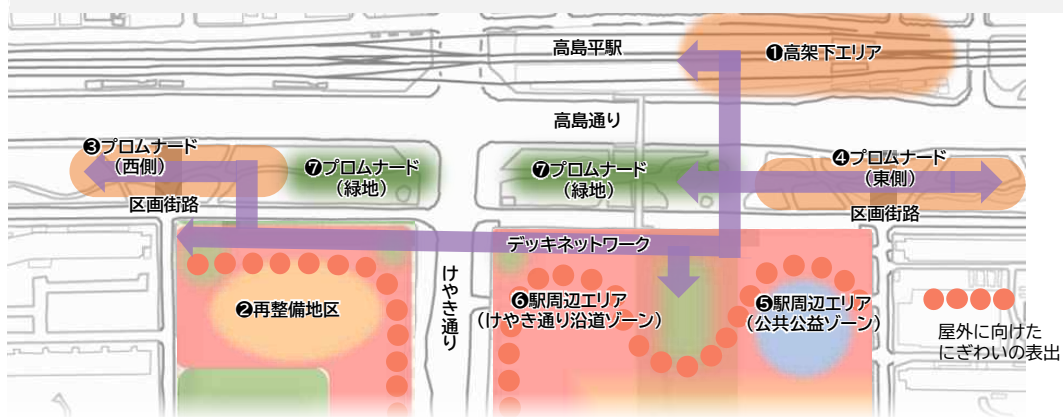 高島平駅
❶高架下エリア
高島通り
❸プロムナード
（西側）
❼プロムナード
（緑地）
❼プロムナード
（緑地）
❹プロムナード
（東側）
区画街路
区画街路
デッキネットワーク
けやき通り
❷再整備地区
❻駅周辺エリア
（けやき通り沿道ゾーン）
❺駅周辺エリア
（公共公益ゾーン）
屋外に向けた
にぎわいの表出